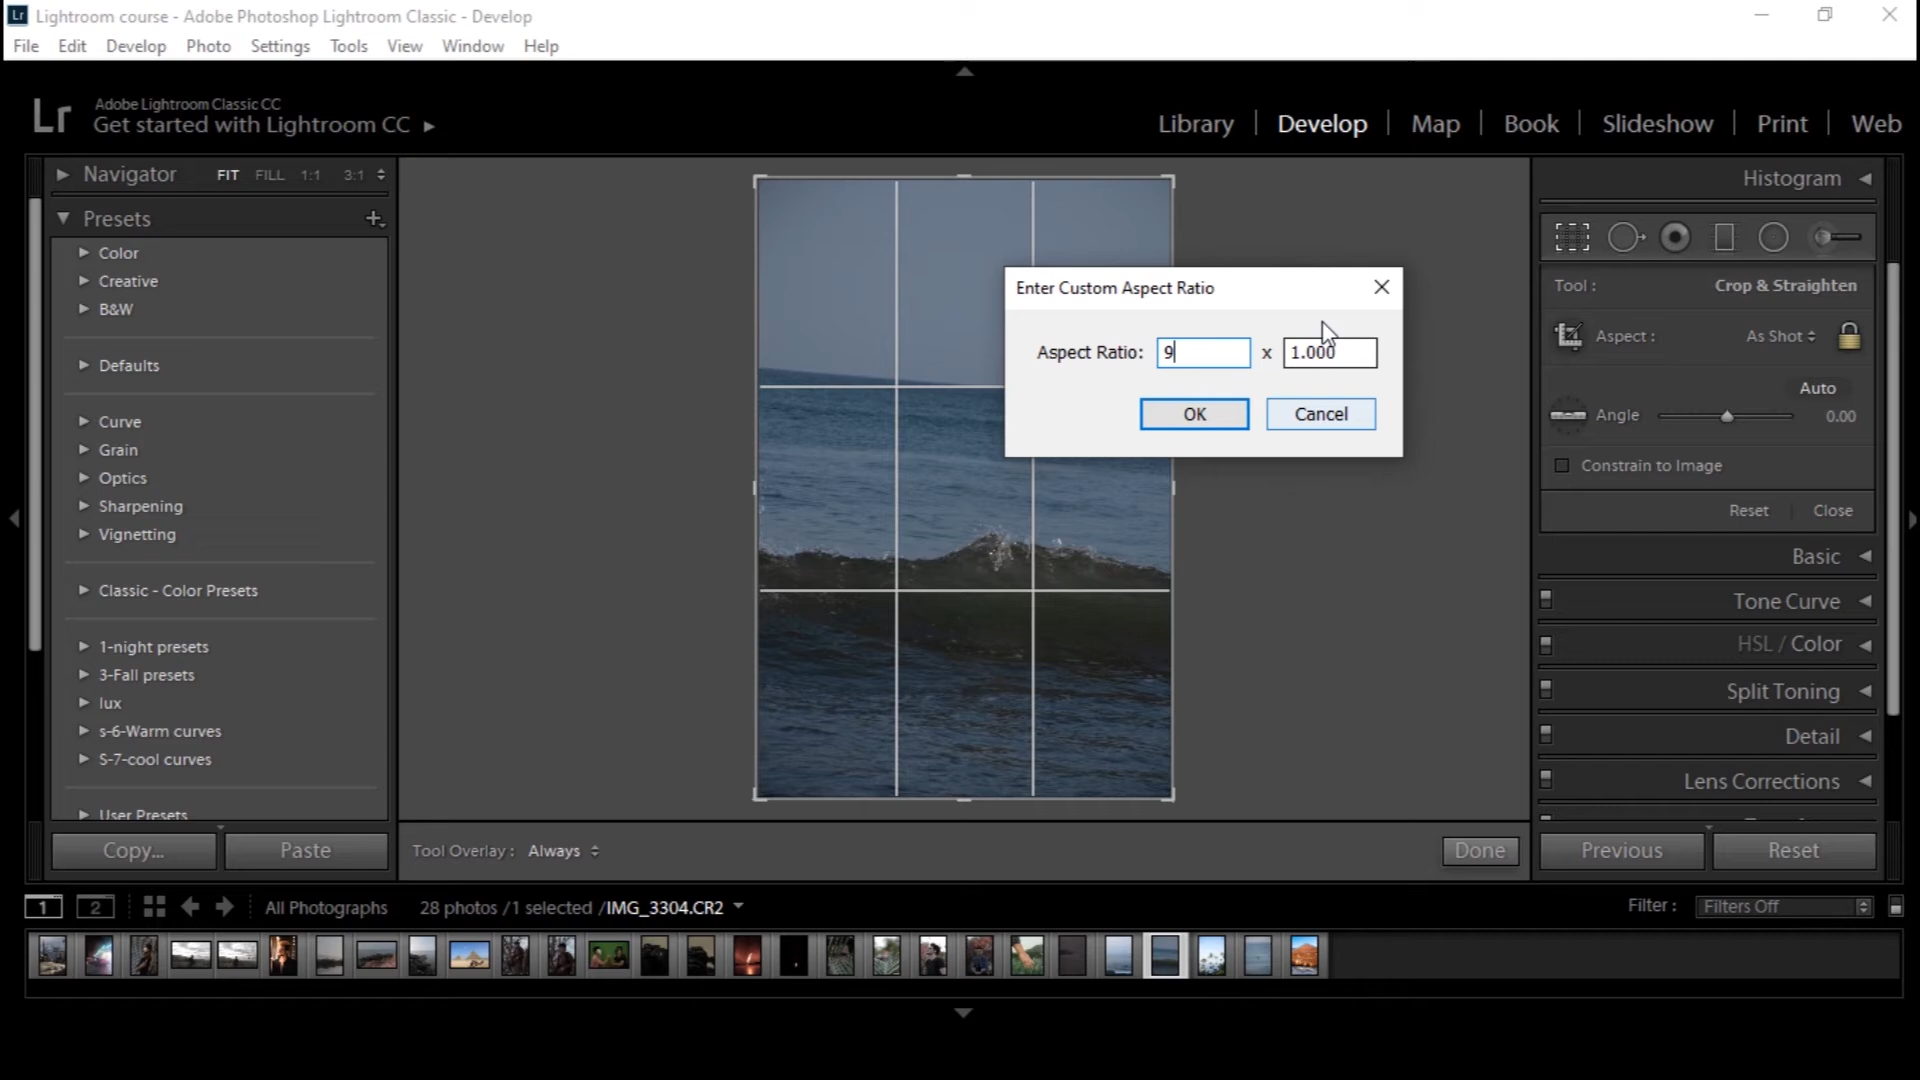 Lr Lightroom course - Adobe Photoshop Lightroom Classic - Develop
File Edit Develop Photo Settings Tools View Window Help
Lr Adobe Lightroom Classic CC
Get started with Lightroom CC
Library | Develop | Map | Book | Slideshow | Print | Web
Navigator FIT FILL 1:1 3:1
Presets
Color
Creative
B&W
Defaults
Curve
Grain
Optics
Sharpening
Vignetting
Classic - Color Presets
1-night presets
3-Fall presets
lux
s-6-Warm curves
S-7-cool curves
User Presets
Copy... Paste
Enter Custom Aspect Ratio
Aspect Ratio: 9 x 1.000
OK Cancel
Tool Overlay : Always
Done
Histogram
Tool : Crop & Straighten
Aspect : As Shot
Auto
Angle 0.00
Constrain to Image
Reset Close
Basic
Tone Curve
HSL / Color
Split Toning
Detail
Lens Corrections
Previous Reset
1 2 All Photographs 28 photos /1 selected /IMG_3304.CR2
Filter : Filters Off